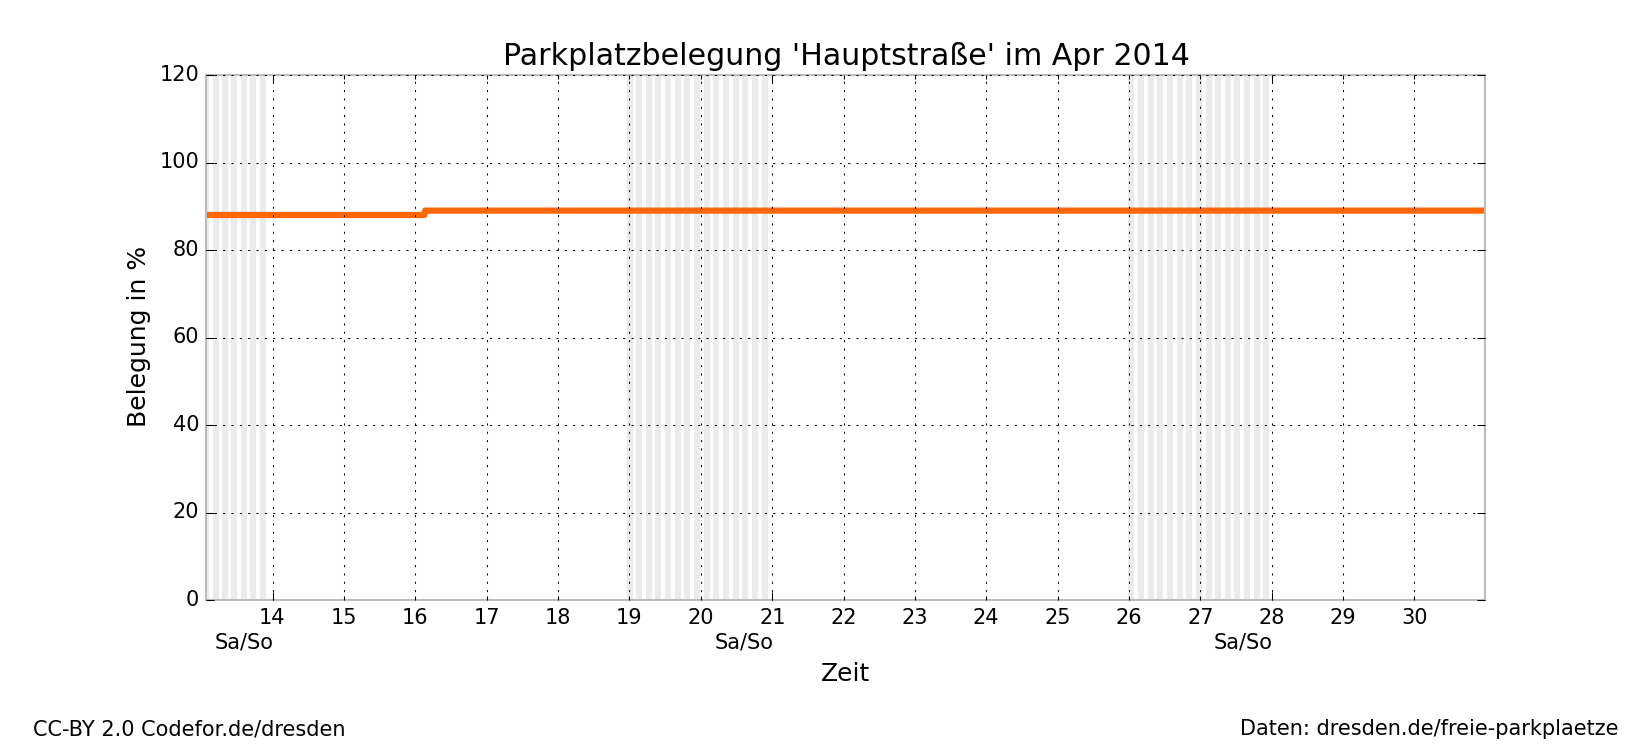 Parkplatzbelegung 'Hauptstraße' im Apr 2014
120
100
80
60
40
20
0
Belegung in %
14 15 16 17 18 19 20 21 22 23 24 25 26 27 28 29 30
Sa/So Sa/So Sa/So
Zeit
CC-BY 2.0 Codefor.de/dresden
Daten: dresden.de/freie-parkplaetze